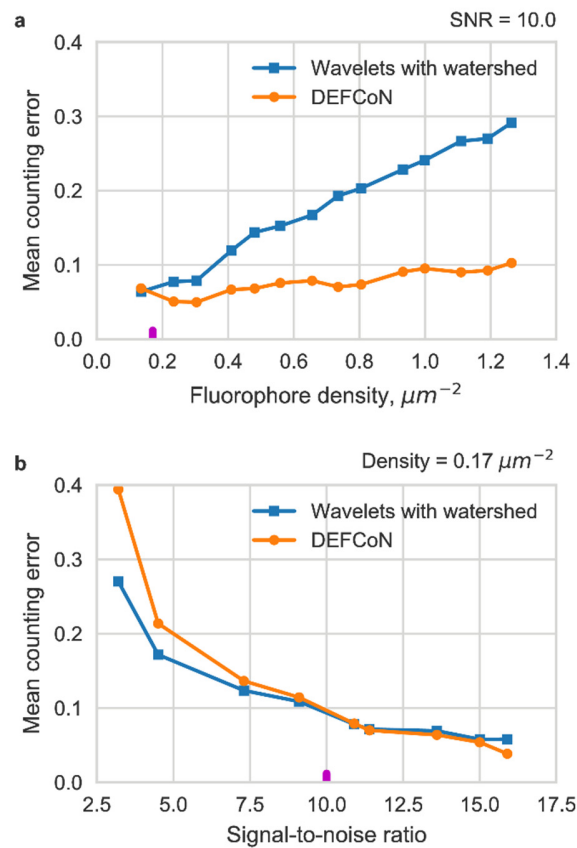 a
SNR = 10.0
0.4
0.3
0.2
0.1
0.0
Mean counting error
Wavelets with watershed
DEFCoN
0.0 0.2 0.4 0.6 0.8 1.0 1.2 1.4
Fluorophore density, μm⁻²
b
Density = 0.17 μm⁻²
0.4
0.3
0.2
0.1
0.0
Mean counting error
Wavelets with watershed
DEFCoN
2.5 5.0 7.5 10.0 12.5 15.0 17.5
Signal-to-noise ratio